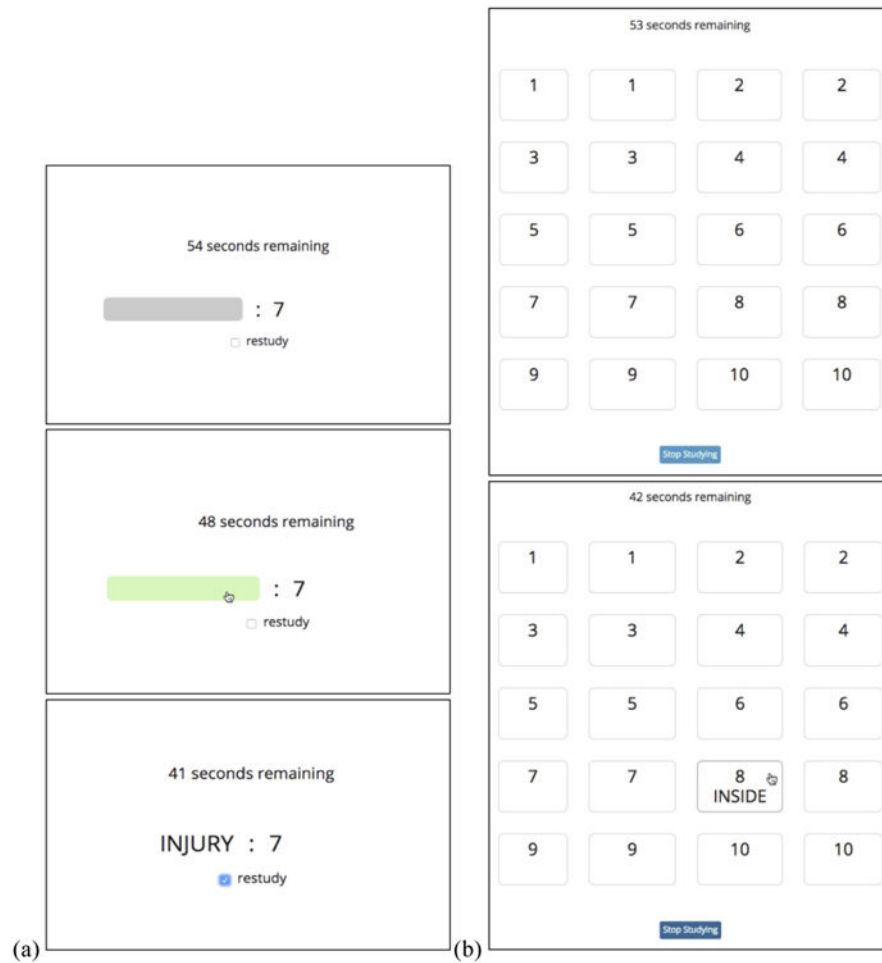 54 seconds remaining
: 7
restudy
48 seconds remaining
: 7
restudy
41 seconds remaining
INJURY : 7
restudy
(a)
53 seconds remaining
1 1 2 2
3 3 4 4
5 5 6 6
7 7 8 8
9 9 10 10
Stop Studying
42 seconds remaining
1 1 2 2
3 3 4 4
5 5 6 6
7 7 8 8
INSIDE
9 9 10 10
Stop Studying
(b)